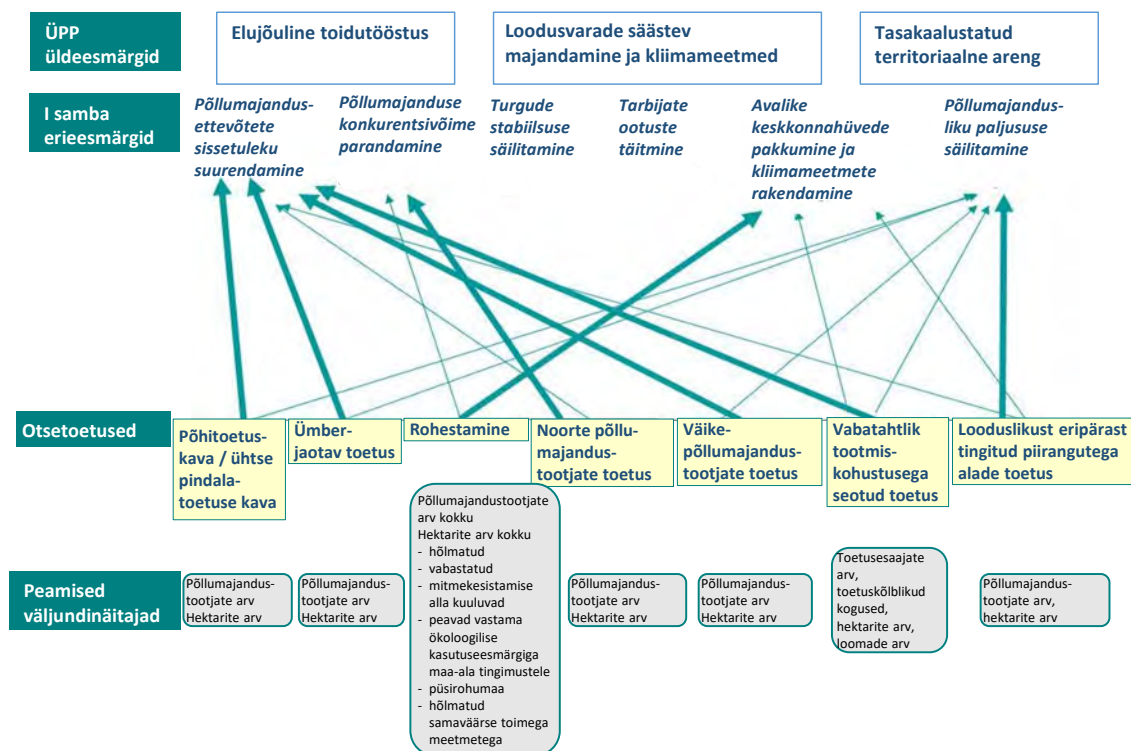 ÜPP
üldeesmärgid
Elujõuline toidutööstus
Loodusvarade säästev
majandamine ja kliimameetmed
Tasakaalustatud
territoriaalne areng
I samba
erieesmärgid
Põllumajandus-
ettevõtete
sissetuleku
suurendamine
Põllumajanduse
konkurentsivõime
parandamine
Turgude
stabiilsuse
säilitamine
Tarbijate
ootuste
täitmine
Avalike
keskkonnahüvede
pakkumine ja
kliimameetmete
rakendamine
Põllumajandus-
liku paljususe
säilitamine
Otsetoetused
Põhitoetus-
kava / ühtse
pindala-
toetuse kava
Ümber-
jaotav toetus
Rohestamine
Noorte põllu-
majandus-
tootjate toetus
Väike-
põllumajandus-
tootjate toetus
Vabatahtlik
tootmis-
kohustusega
seotud toetus
Looduslikust eripärast
tingitud piirangutega
alade toetus
Peamised
väljundinäitajad
Põllumajandus-
tootjate arv
Hektarite arv
Põllumajandus-
tootjate arv
Hektarite arv
Põllumajandustootjate
arv kokku
Hektarite arv kokku
- hõlmatud
- vabastatud
- mitmekesistamise
alla kuuluvad
- peavad vastama
ökoloogilise
kasutuseesmärgiga
maa-ala tingimustele
- püsirohumaa
- hõlmatud
samaväärse toimega
meetmetega
Põllumajandus-
tootjate arv
Hektarite arv
Põllumajandus-
tootjate arv
Hektarite arv
Toetusesaajate
arv,
toetuskõlblikud
kogused,
hektarite arv,
loomade arv
Põllumajandus-
tootjate arv,
hektarite arv